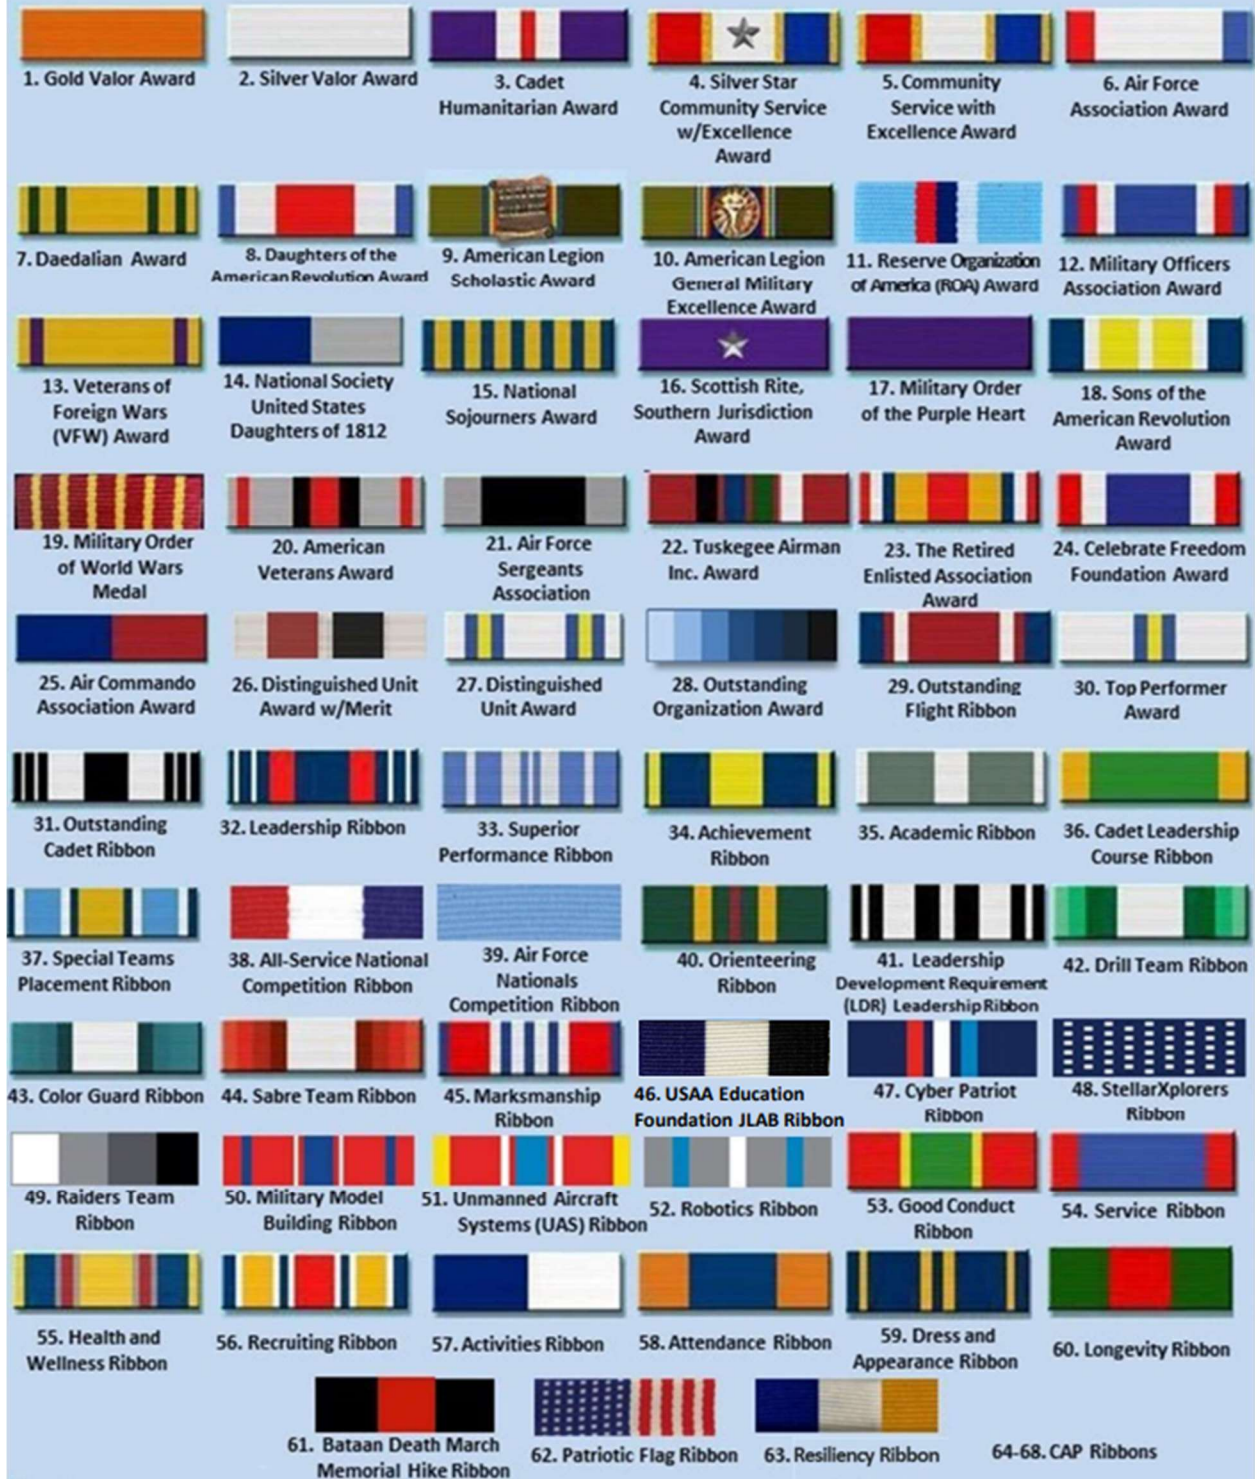 1. Gold Valor Award
2. Silver Valor Award
3. Cadet
Humanitarian Award
4. Silver Star
Community Service
w/Excellence
Award
5. Community
Service with
Excellence Award
6. Air Force
Association Award
7. Daedalian Award
8. Daughters of the
American Revolution Award
9. American Legion
Scholastic Award
10. American Legion
General Military
Excellence Award
11. Reserve Organization
of America (ROA) Award
12. Military Officers
Association Award
13. Veterans of
Foreign Wars
(VFW) Award
14. National Society
United States
Daughters of 1812
15. National
Sojourners Award
16. Scottish Rite,
Southern Jurisdiction
Award
17. Military Order
of the Purple Heart
18. Sons of the
American Revolution
Award
19. Military Order
of World Wars
Medal
20. American
Veterans Award
21. Air Force
Sergeants
Association
22. Tuskegee Airman
Inc. Award
23. The Retired
Enlisted Association
Award
24. Celebrate Freedom
Foundation Award
25. Air Commando
Association Award
26. Distinguished Unit
Award w/Merit
27. Distinguished
Unit Award
28. Outstanding
Organization Award
29. Outstanding
Flight Ribbon
30. Top Performer
Award
31. Outstanding
Cadet Ribbon
32. Leadership Ribbon
33. Superior
Performance Ribbon
34. Achievement
Ribbon
35. Academic Ribbon
36. Cadet Leadership
Course Ribbon
37. Special Teams
Placement Ribbon
38. All-Service National
Competition Ribbon
39. Air Force
Nationals
Competition Ribbon
40. Orienteering
Ribbon
41. Leadership
Development Requirement
(LDR) Leadership Ribbon
42. Drill Team Ribbon
43. Color Guard Ribbon
44. Sabre Team Ribbon
45. Marksmanship
Ribbon
46. USAA Education
Foundation JLAB Ribbon
47. Cyber Patriot
Ribbon
48. StellarXplorers
Ribbon
49. Raiders Team
Ribbon
50. Military Model
Building Ribbon
51. Unmanned Aircraft
Systems (UAS) Ribbon
52. Robotics Ribbon
53. Good Conduct
Ribbon
54. Service Ribbon
55. Health and
Wellness Ribbon
56. Recruiting Ribbon
57. Activities Ribbon
58. Attendance Ribbon
59. Dress and
Appearance Ribbon
60. Longevity Ribbon
61. Bataan Death March
Memorial Hike Ribbon
62. Patriotic Flag Ribbon
63. Resiliency Ribbon
64-68. CAP Ribbons